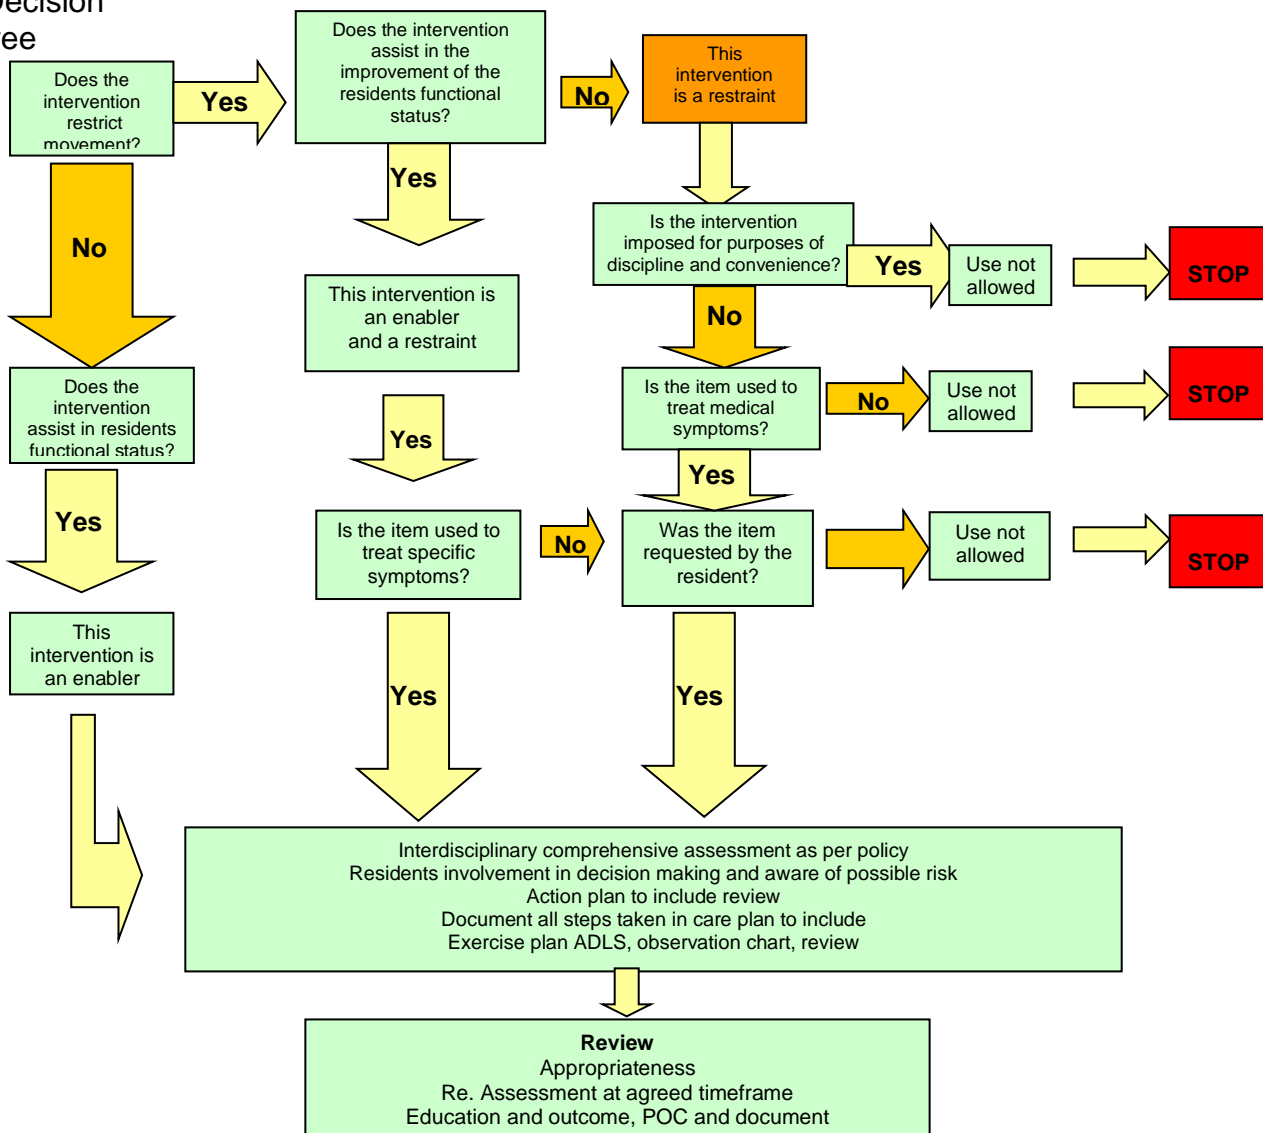 Decision
ree
Does the
intervention
restrict
movement?
Yes
Does the intervention
assist in the
improvement of the
residents functional
status?
No
This
intervention
is a restraint
Yes
No
Is the intervention
imposed for purposes of
discipline and convenience?
Yes
Use not
allowed
STOP
This intervention is
an enabler
and a restraint
No
Does the
intervention
assist in residents
functional status?
Yes
Is the item used to
treat medical
symptoms?
No
Use not
allowed
STOP
Yes
Yes
Is the item used to
treat specific
symptoms?
No
Was the item
requested by the
resident?
Use not
allowed
STOP
This
intervention is
an enabler
Yes
Yes
Interdisciplinary comprehensive assessment as per policy
Residents involvement in decision making and aware of possible risk
Action plan to include review
Document all steps taken in care plan to include
Exercise plan ADLS, observation chart, review
Review
Appropriateness
Re. Assessment at agreed timeframe
Education and outcome, POC and document